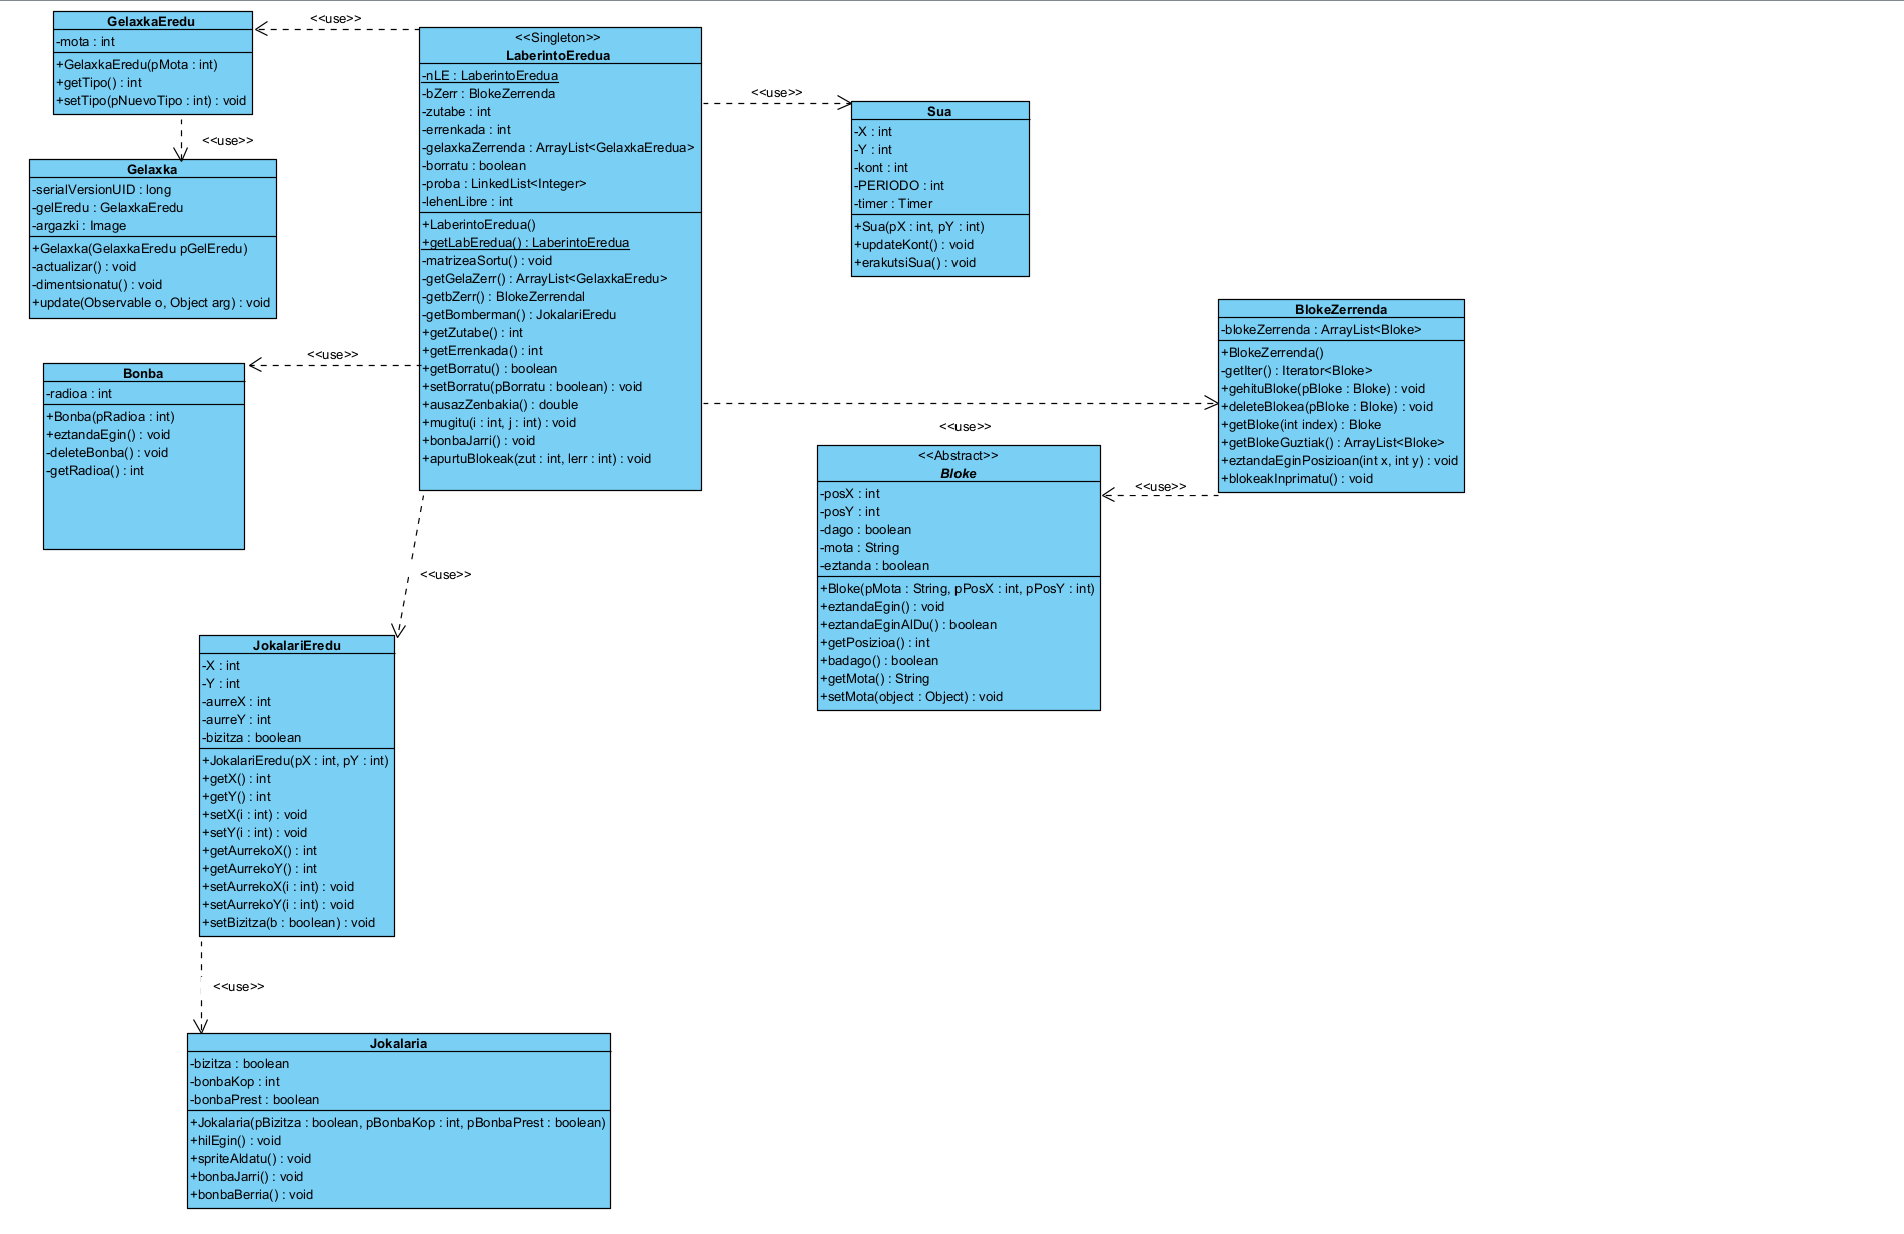 GelaxkaEredu
-mota : int
+GelaxkaEredu(pMota : int)
+getTipo() : int
+setTipo(pNuevoTipo : int) : void
<<use>>
<<use>>
Gelaxka
-serialVersionUID : long
-gelEredu : GelaxkaEredu
-argazki : Image
+Gelaxka(GelaxkaEredu pGelEredu)
-actualizar() : void
-dimentsionatu() : void
+update(Observable o, Object arg) : void
<<Singleton>>
LaberintoEredua
-nLE : LaberintoEredua
-bZerr : BlokeZerrenda
-zutabe : int
-errenkada : int
-gelaxkaZerrenda : ArrayList<GelaxkaEredua>
-borratu : boolean
-proba : LinkedList<Integer>
-lehenLibre : int
+LaberintoEredua()
+getLabEredua() : LaberintoEredua
-matrizeaSortu() : void
-getGelaZerr() : ArrayList<GelaxkaEredu>
-getbZerr() : BlokeZerrendal
-getBomberman() : JokalariEredu
+getZutabe() : int
+getErrenkada() : int
+getBorratu() : boolean
+setBorratu(pBorratu : boolean) : void
+ausazZenbakia() : double
+mugitu(i : int, j : int) : void
+bonbaJarri() : void
+apurtuBlokeak(zut : int, lerr : int) : void
<<use>>
Sua
-X : int
-Y : int
-kont : int
-PERIODO : int
-timer : Timer
+Sua(pX : int, pY : int)
+updateKont() : void
+erakutsiSua() : void
<<use>>
Bonba
-radioa : int
+Bonba(pRadioa : int)
+eztandaEgin() : void
-deleteBonba() : void
-getRadioa() : int
BlokeZerrenda
-blokeZerrenda : ArrayList<Bloke>
+BlokeZerrenda()
-getIter() : Iterator<Bloke>
+gehituBloke(pBloke : Bloke) : void
+deleteBlokea(pBloke : Bloke) : void
+getBloke(int index) : Bloke
+getBlokeGuztiak() : ArrayList<Bloke>
+eztandaEginPosizioan(int x, int y) : void
+blokeakInprimatu() : void
<<use>>
<<use>>
<<Abstract>>
Bloke
-posX : int
-posY : int
-dago : boolean
-mota : String
-eztanda : boolean
+Bloke(pMota : String, pPosX : int, pPosY : int)
+eztandaEgin() : void
+eztandaEginAlDu() : boolean
+getPosizioa() : int
+badago() : boolean
+getMota() : String
+setMota(object : Object) : void
<<use>>
JokalariEredu
-X : int
-Y : int
-aurreX : int
-aurreY : int
-bizitza : boolean
+JokalariEredu(pX : int, pY : int)
+getX() : int
+getY() : int
+setX(i : int) : void
+setY(i : int) : void
+getAurrekoX() : int
+getAurrekoY() : int
+setAurrekoX(i : int) : void
+setAurrekoY(i : int) : void
+setBizitza(b : boolean) : void
<<use>>
Jokalaria
-bizitza : boolean
-bonbaKop : int
-bonbaPrest : boolean
+Jokalaria(pBizitza : boolean, pBonbaKop : int, pBonbaPrest : boolean)
+hilEgin() : void
+spriteAldatu() : void
+bonbaJarri() : void
+bonbaBerria() : void